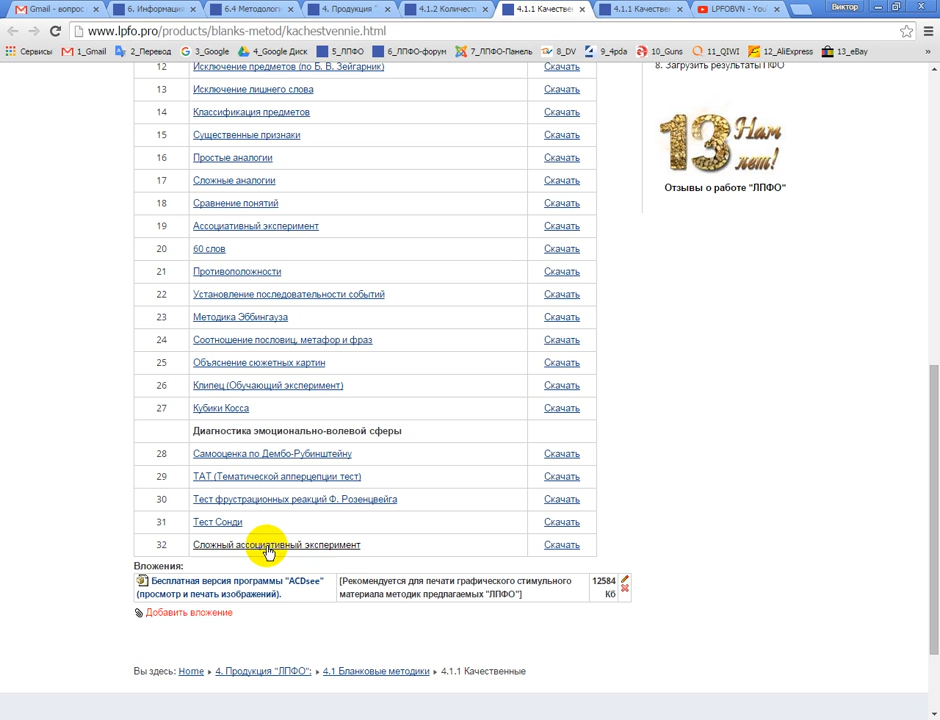 Gmail - вопрос
6. Информация
6.4 Методологи
4. Продукция "
4.1.2 Количест
4.1.1 Качестве
4.1.1 Качестве
LPFOBVN - You
Виктор
www.lpfo.pro/products/blanks-metod/kachestvennie.html
Сервисы 1_Gmail 2_Перевод 3_Google 4_Google Диск 5_ЛПФО 6_ЛПФО-форум 7_ЛПФО-Панель 8_DV 9_4pda 10_Guns 11_QIWI 12_AliExpress 13_eBay »
12 Исключение предметов (по Б. В. Зейгарник) Скачать
13 Исключение лишнего слова Скачать
14 Классификация предметов Скачать
15 Существенные признаки Скачать
16 Простые аналогии Скачать
17 Сложные аналогии Скачать
18 Сравнение понятий Скачать
19 Ассоциативный эксперимент Скачать
20 60 слов Скачать
21 Противоположности Скачать
22 Установление последовательности событий Скачать
23 Методика Эббингауза Скачать
24 Соотношение пословиц, метафор и фраз Скачать
25 Объяснение сюжетных картин Скачать
26 Клипец (Обучающий эксперимент) Скачать
27 Кубики Косса Скачать
Диагностика эмоционально-волевой сферы
28 Самооценка по Дембо-Рубинштейну Скачать
29 ТАТ (Тематической апперцепции тест) Скачать
30 Тест фрустрационных реакций Ф. Розенцвейга Скачать
31 Тест Сонди Скачать
32 Сложный ассоциативный эксперимент Скачать
Вложения:
Бесплатная версия программы "ACDsee" [Рекомендуется для печати графического стимульного 12584
(просмотр и печать изображений). материала методик предлагаемых "ЛПФО"] Кб
Добавить вложение
Вы здесь: Home 4. Продукция "ЛПФО": 4.1 Бланковые методики 4.1.1 Качественные
8. Загрузить результаты ПФО
13 Нам
лет!
Отзывы о работе "ЛПФО"